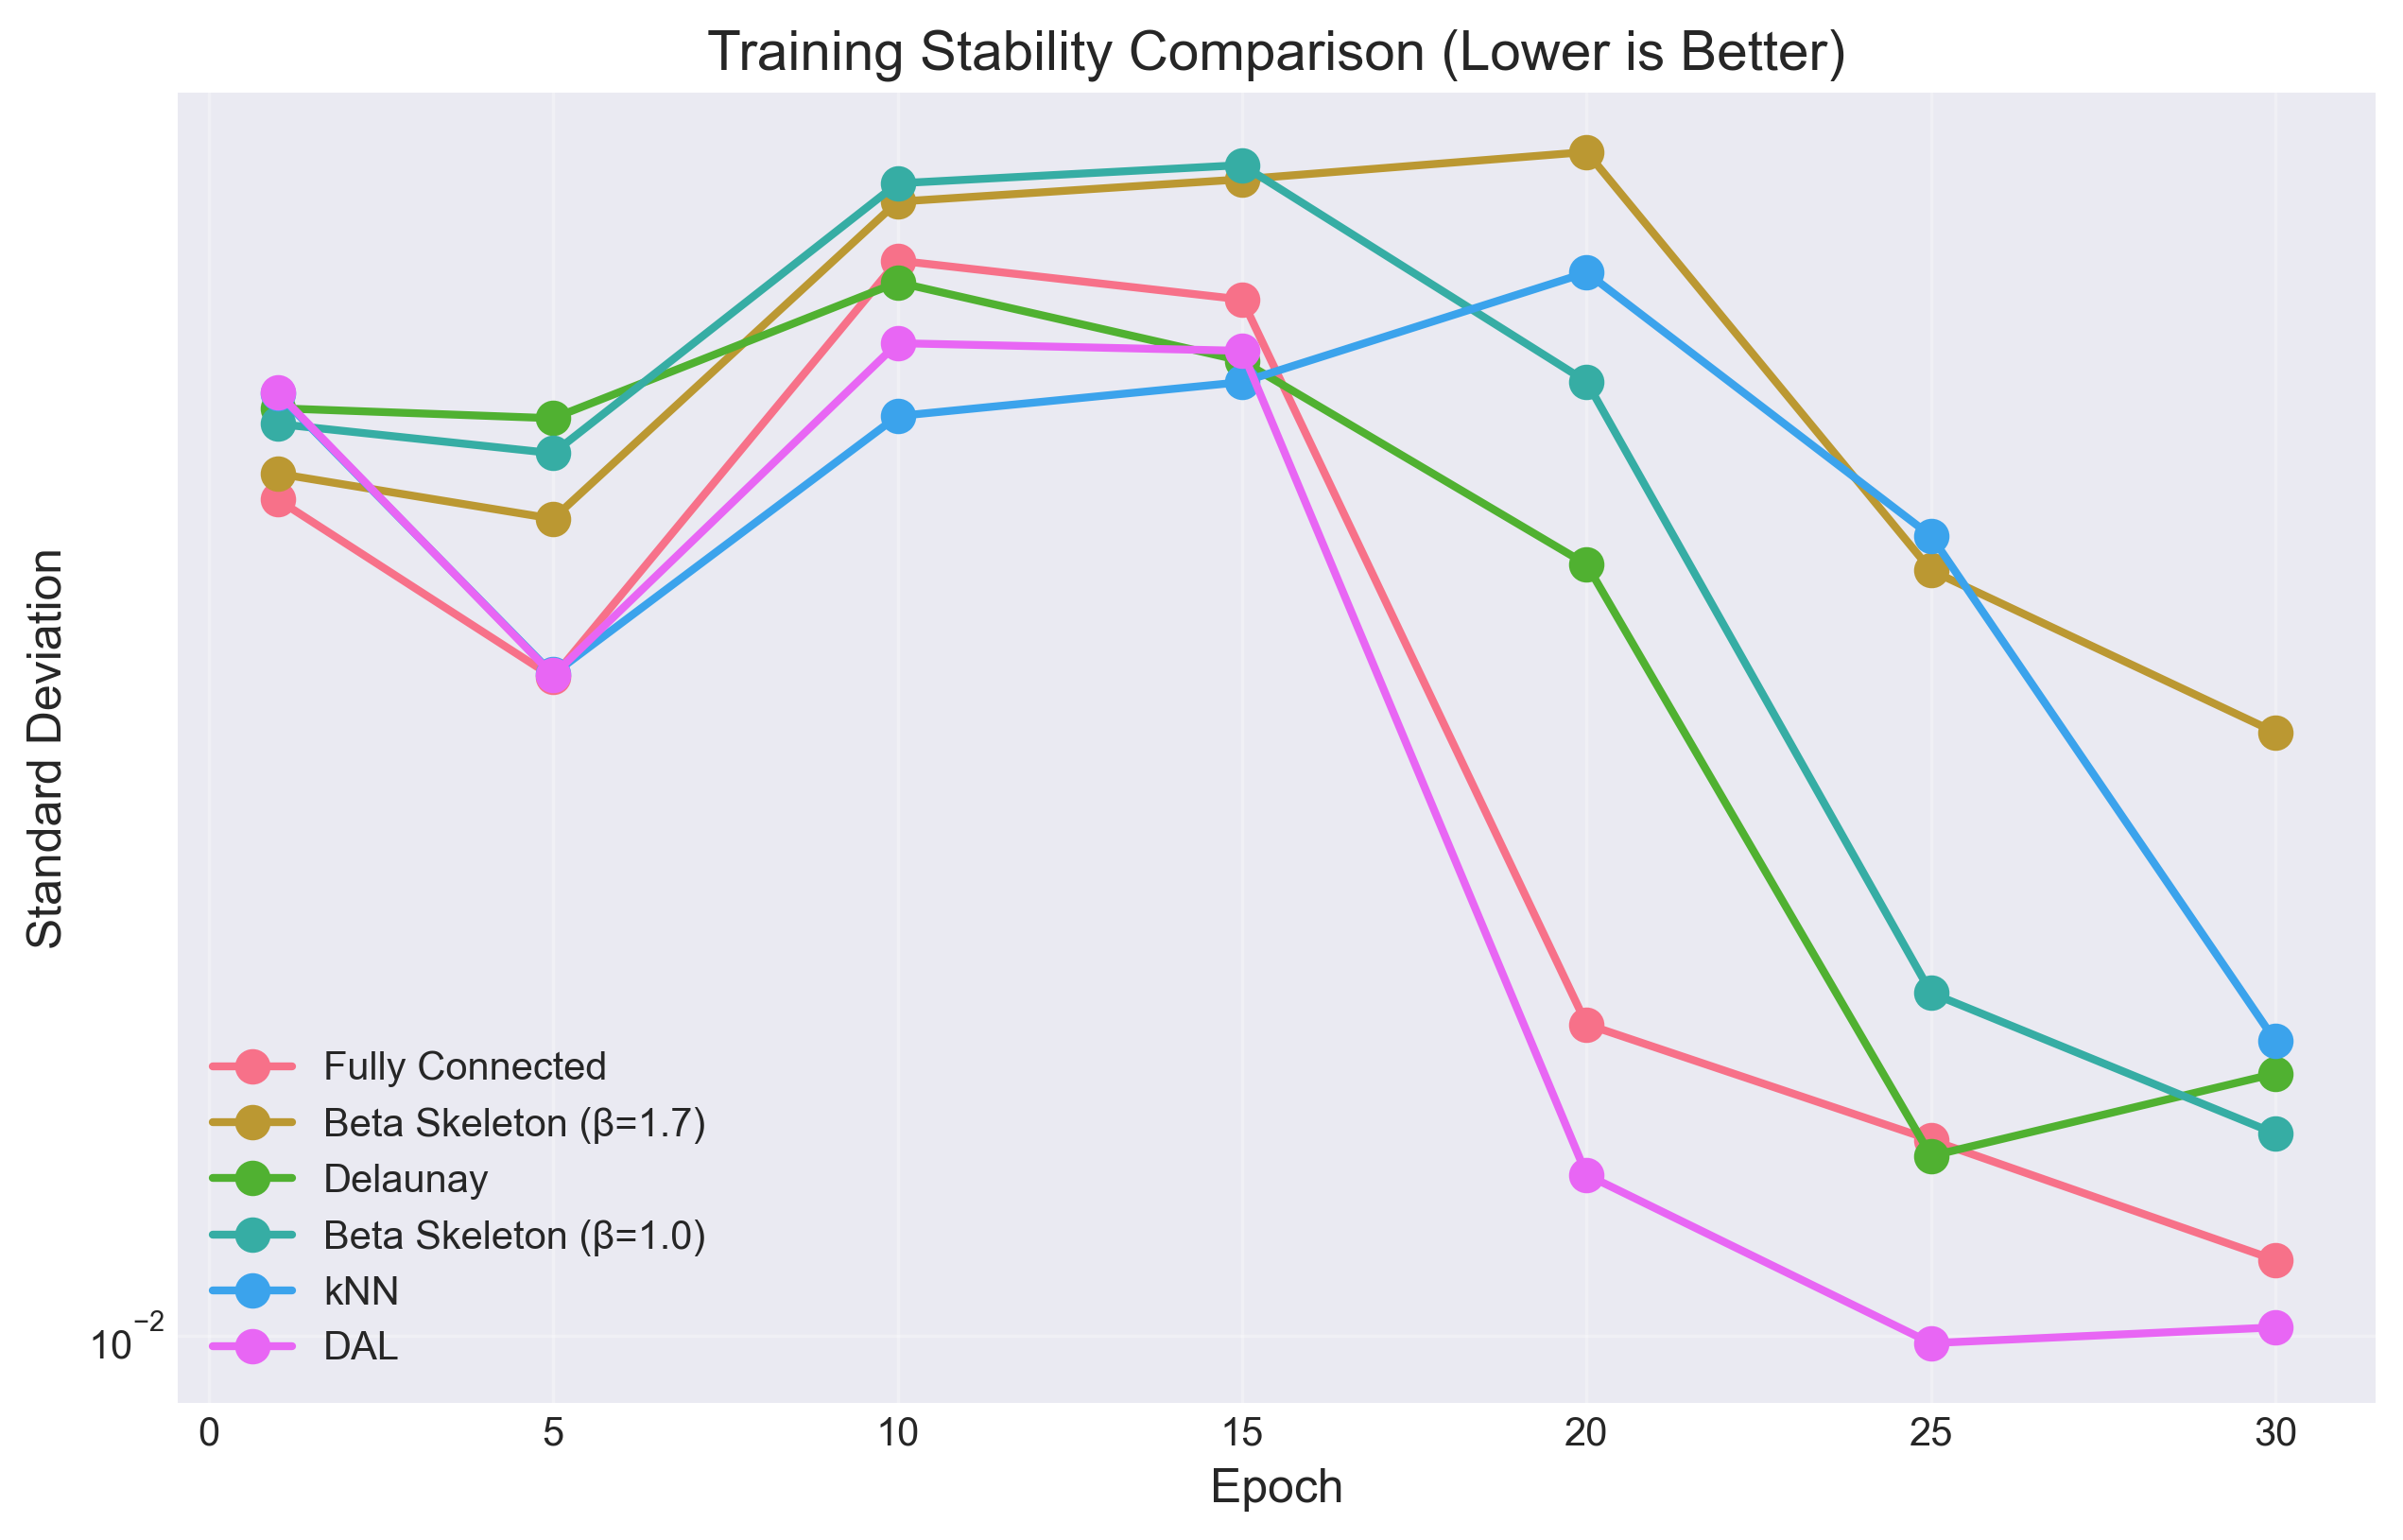 Training Stability Comparison (Lower is Better)
Standard Deviation
Fully Connected
Beta Skeleton (β=1.7)
Delaunay
Beta Skeleton (β=1.0)
kNN
DAL
10⁻²
0 5 10 15 20 25 30
Epoch